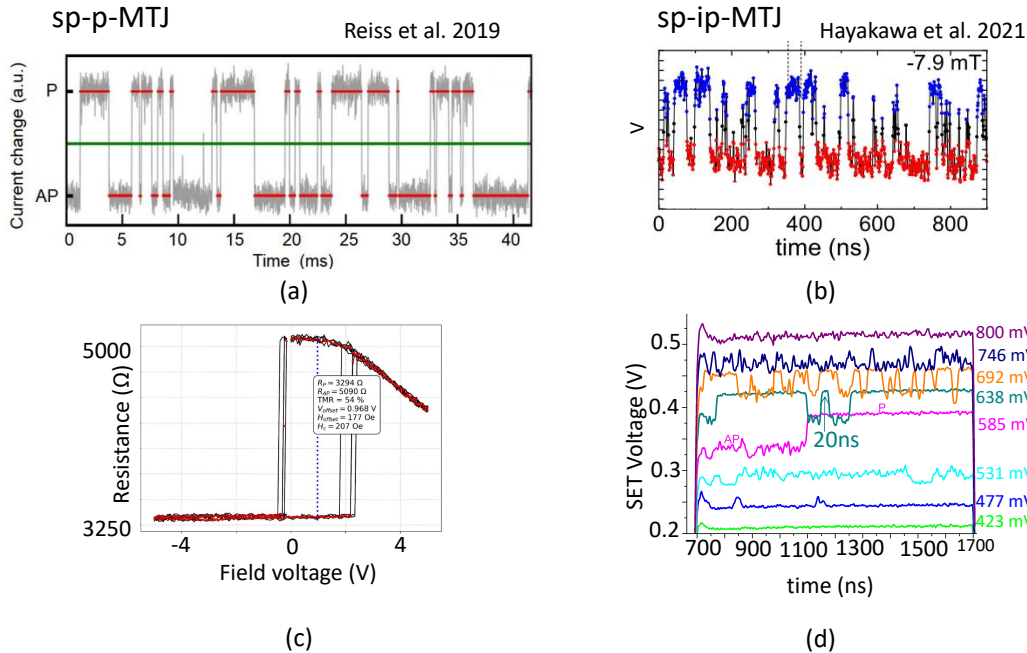 sp-p-MTJ
Reiss et al. 2019
Current change (a.u.)
P
AP
0 5 10 15 20 25 30 35 40
Time (ms)
(a)
sp-ip-MTJ
Hayakawa et al. 2021
-7.9 mT
V
0 200 400 600 800
time (ns)
(b)
Resistance (Ω)
5000
3250
R_P = 3294 Ω
R_AP = 5090 Ω
TMR = 54 %
V_offset = 0.968 V
H_offset = 177 Oe
H_c = 207 Oe
-4 0 4
Field voltage (V)
(c)
SET Voltage (V)
0.5
0.4
0.3
0.2
800 mV
746 mV
692 mV
638 mV
585 mV
531 mV
477 mV
423 mV
P
AP
20ns
700 900 1100 1300 1500 1700
time (ns)
(d)